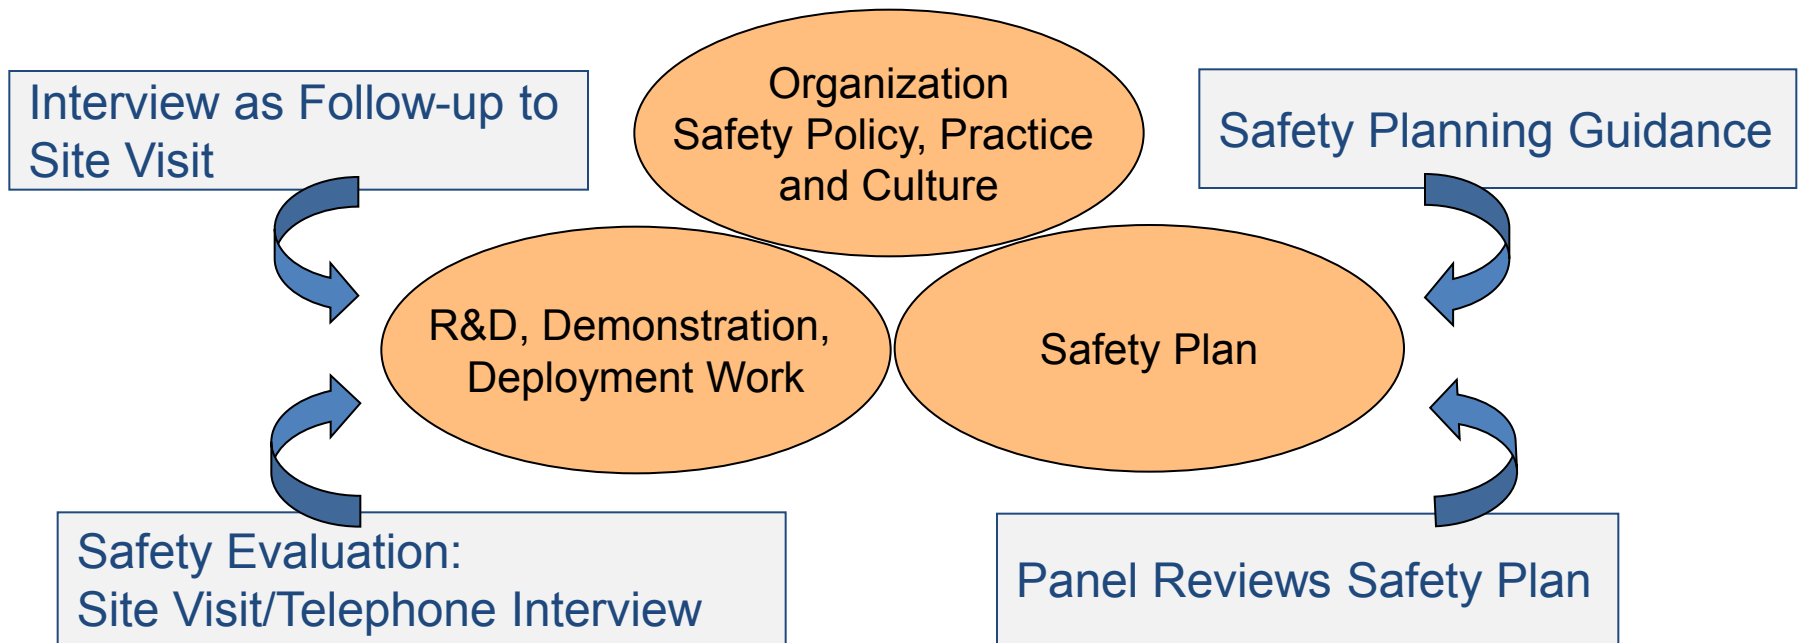 Organization
Safety Policy, Practice
and Culture
Interview as Follow-up to
Site Visit
Safety Planning Guidance
R&D, Demonstration,
Deployment Work
Safety Plan
Safety Evaluation:
Site Visit/Telephone Interview
Panel Reviews Safety Plan